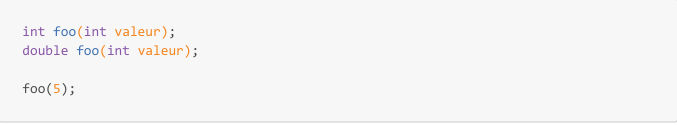 int foo(int valeur);
double foo(int valeur);
foo(5);